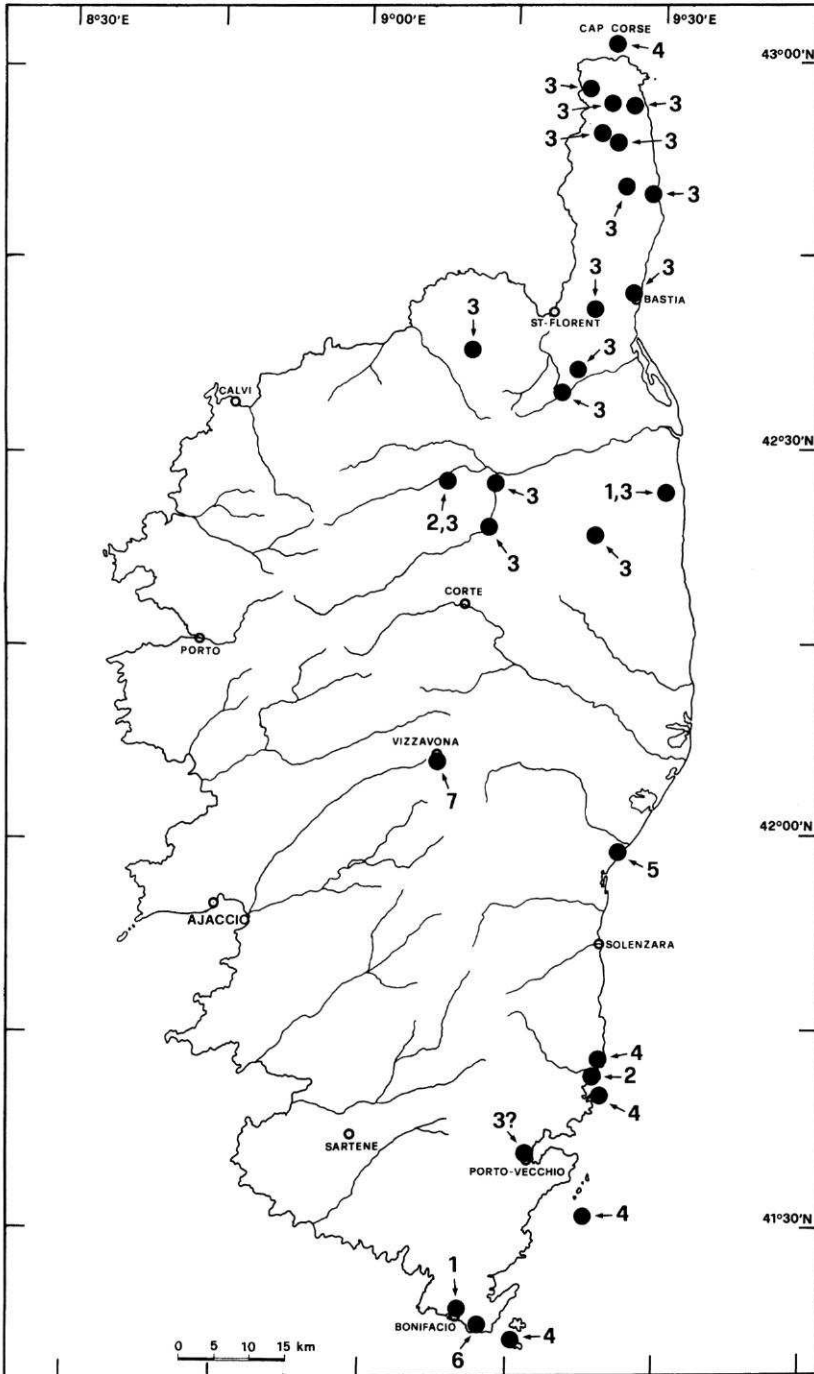 8°30'E
9°00'E
9°30'E
CAP CORSE
4
43°00'N
3
3
3
3
3
3
3
3
3
BASTIA
3
ST-FLORENT
3
3
CALVI
3
42°30'N
1,3
2,3
3
3
3
CORTE
PORTO
VIZZAVONA
7
42°00'N
5
AJACCIO
SOLENZARA
4
2
4
3?
SARTENE
PORTO-VECCHIO
4
41°30'N
1
BONIFACIO
4
6
0 5 10 15 km